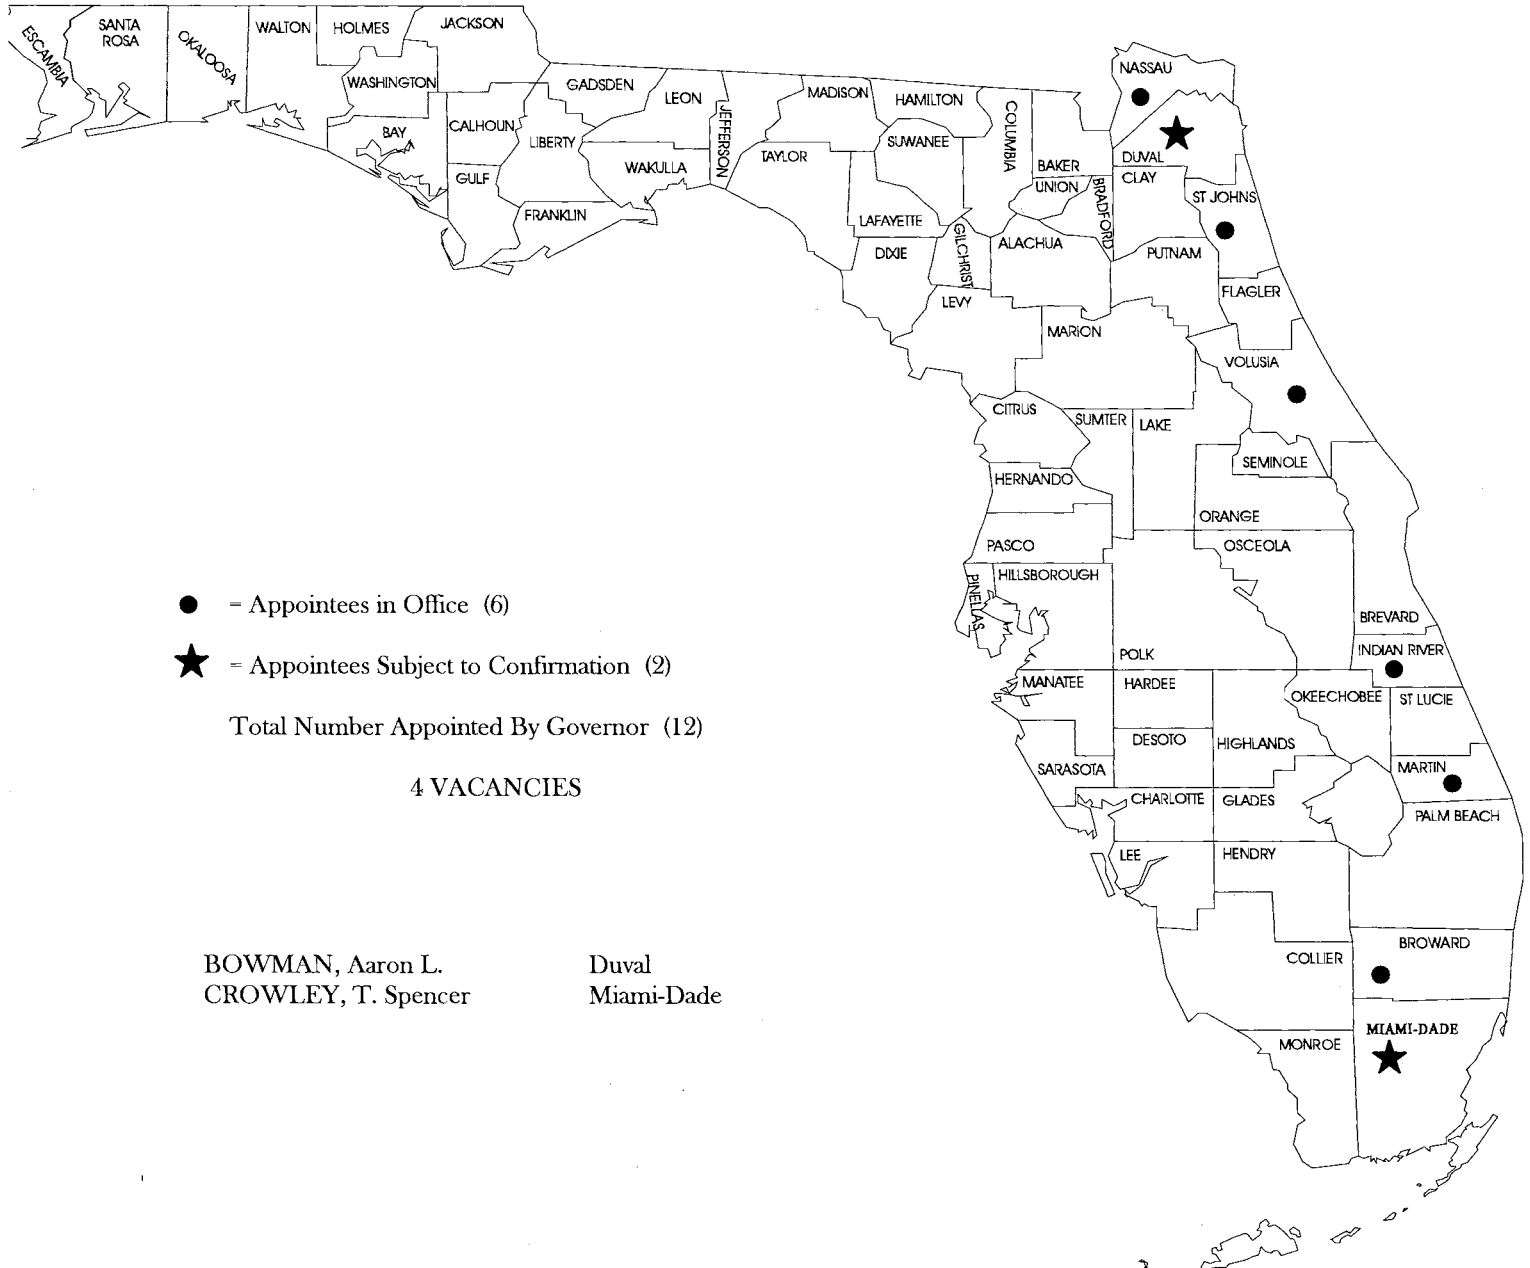 ESCAMBIA
SANTA
ROSA
OKALOOSA
WALTON
HOLMES
JACKSON
WASHINGTON
BAY
CALHOUN
GULF
GADSDEN
LIBERTY
FRANKLIN
LEON
WAKULLA
JEFFERSON
MADISON
TAYLOR
HAMILTON
SUWANEE
LAFAYETTE
DIXIE
COLUMBIA
GILCHRIST
LEVY
BAKER
UNION
BRADFORD
ALACHUA
NASSAU
DUVAL
CLAY
ST JOHNS
PUTNAM
FLAGLER
MARION
VOLUSIA
CITRUS
SUMTER
LAKE
SEMINOLE
HERNANDO
ORANGE
PASCO
OSCEOLA
HILLSBOROUGH
PINELLAS
POLK
BREVARD
INDIAN RIVER
MANATEE
HARDEE
OKEECHOBEE
ST LUCIE
DESOTO
HIGHLANDS
SARASOTA
MARTIN
CHARLOTTE
GLADES
PALM BEACH
LEE
HENDRY
BROWARD
COLLIER
MIAMI-DADE
MONROE
= Appointees in Office (6)
= Appointees Subject to Confirmation (2)
Total Number Appointed By Governor (12)
4 VACANCIES
BOWMAN, Aaron L. Duval
CROWLEY, T. Spencer Miami-Dade